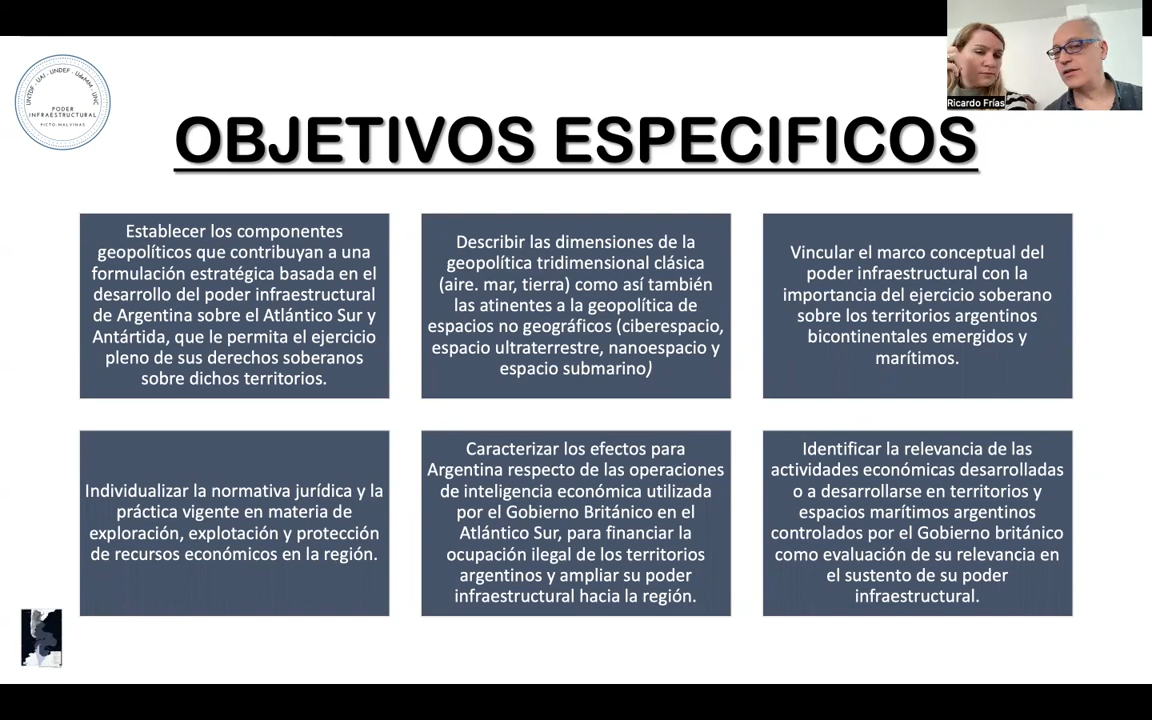 UNTDF · UAI · UNDEF · UdeMM · UNC
PODER
INFRAESTRUCTURAL
PICTO-MALVINAS
Ricardo Frías
OBJETIVOS ESPECIFICOS
Establecer los componentes
geopolíticos que contribuyan a una
formulación estratégica basada en el
desarrollo del poder infraestructural
de Argentina sobre el Atlántico Sur y
Antártida, que le permita el ejercicio
pleno de sus derechos soberanos
sobre dichos territorios.
Describir las dimensiones de la
geopolítica tridimensional clásica
(aire. mar, tierra) como así también
las atinentes a la geopolítica de
espacios no geográficos (ciberespacio,
espacio ultraterrestre, nanoespacio y
espacio submarino)
Vincular el marco conceptual del
poder infraestructural con la
importancia del ejercicio soberano
sobre los territorios argentinos
bicontinentales emergidos y
marítimos.
Individualizar la normativa jurídica y la
práctica vigente en materia de
exploración, explotación y protección
de recursos económicos en la región.
Caracterizar los efectos para
Argentina respecto de las operaciones
de inteligencia económica utilizada
por el Gobierno Británico en el
Atlántico Sur, para financiar la
ocupación ilegal de los territorios
argentinos y ampliar su poder
infraestructural hacia la región.
Identificar la relevancia de las
actividades económicas desarrolladas
o a desarrollarse en territorios y
espacios marítimos argentinos
controlados por el Gobierno británico
como evaluación de su relevancia en
el sustento de su poder
infraestructural.